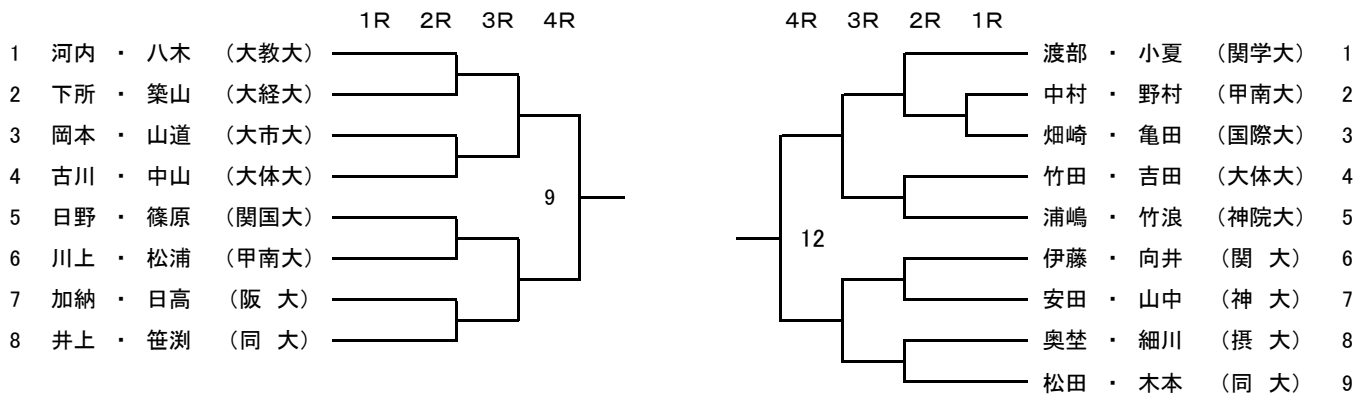 1R 2R 3R 4R
1 河内 ・ 八木 (大教大)
2 下所 ・ 築山 (大経大)
3 岡本 ・ 山道 (大市大)
4 古川 ・ 中山 (大体大)
9
5 日野 ・ 篠原 (関国大)
6 川上 ・ 松浦 (甲南大)
7 加納 ・ 日高 (阪 大)
8 井上 ・ 笹渕 (同 大)
4R 3R 2R 1R
渡部 ・ 小夏 (関学大) 1
中村 ・ 野村 (甲南大) 2
畑崎 ・ 亀田 (国際大) 3
竹田 ・ 吉田 (大体大) 4
浦嶋 ・ 竹浪 (神院大) 5
12
伊藤 ・ 向井 (関 大) 6
安田 ・ 山中 (神 大) 7
奥埜 ・ 細川 (摂 大) 8
松田 ・ 木本 (同 大) 9